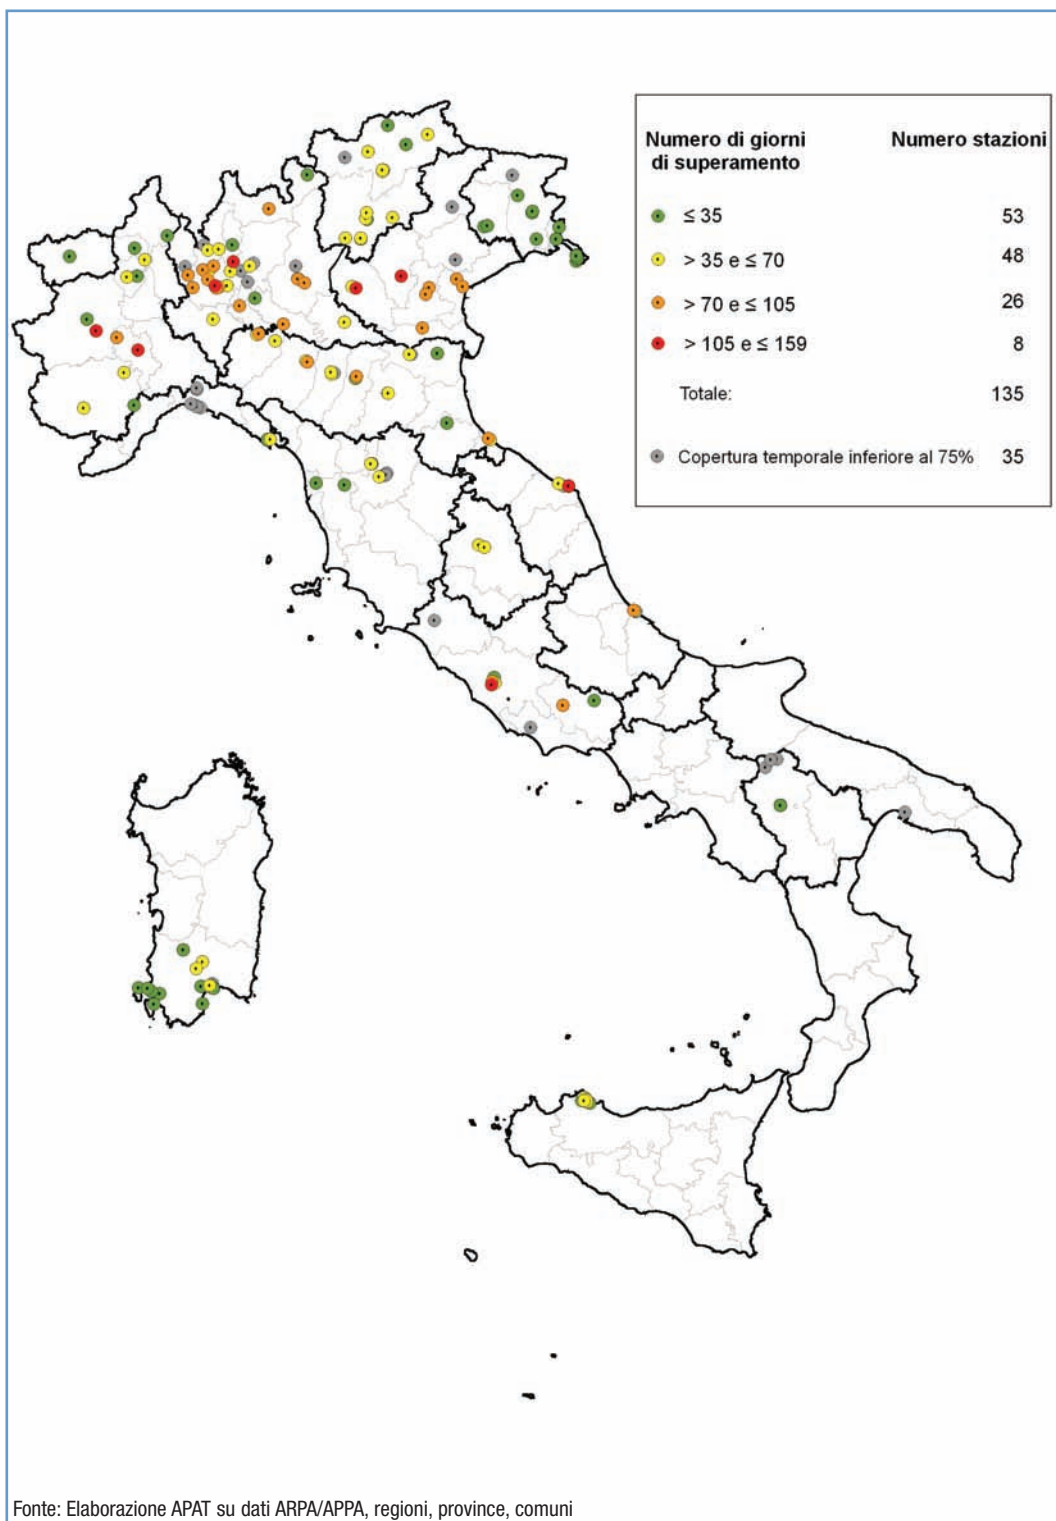 Numero di giorni di superamento Numero stazioni
≤ 35 53
> 35 e ≤ 70 48
> 70 e ≤ 105 26
> 105 e ≤ 159 8
Totale: 135
Copertura temporale inferiore al 75% 35
Fonte: Elaborazione APAT su dati ARPA/APPA, regioni, province, comuni